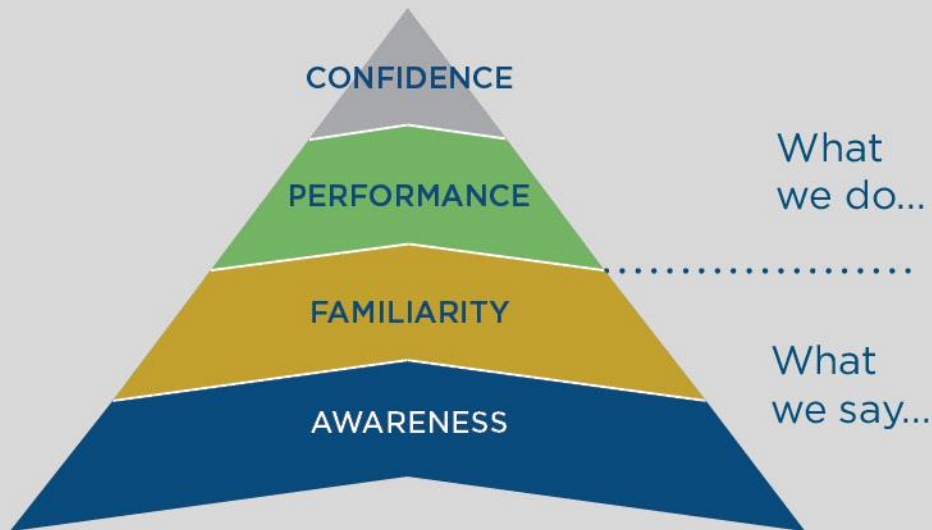 CONFIDENCE
PERFORMANCE
What
we do...
FAMILIARITY
What
we say...
AWARENESS